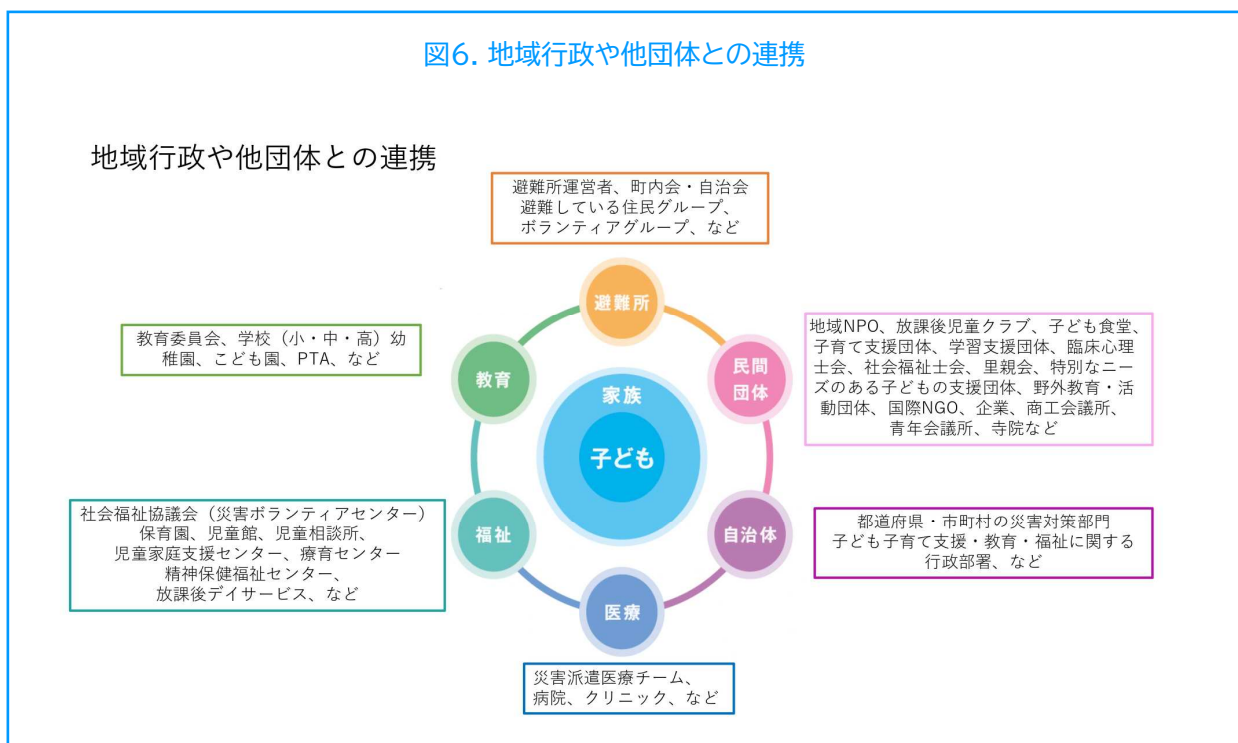 図6. 地域行政や他団体との連携
地域行政や他団体との連携
避難所運営者、町内会・自治会
避難している住民グループ、
ボランティアグループ、など
避難所
教育委員会、学校（小・中・高）幼
稚園、こども園、PTA、など
教育
地域NPO、放課後児童クラブ、子ども食堂、
子育て支援団体、学習支援団体、臨床心理
士会、社会福祉士会、里親会、特別なニー
ズのある子どもの支援団体、野外教育・活
動団体、国際NGO、企業、商工会議所、
青年会議所、寺院など
民間
団体
家族
子ども
社会福祉協議会（災害ボランティアセンター）
保育園、児童館、児童相談所、
児童家庭支援センター、療育センター
精神保健福祉センター、
放課後デイサービス、など
福祉
自治体
都道府県・市町村の災害対策部門
子ども子育て支援・教育・福祉に関する
行政部署、など
医療
災害派遣医療チーム、
病院、クリニック、など